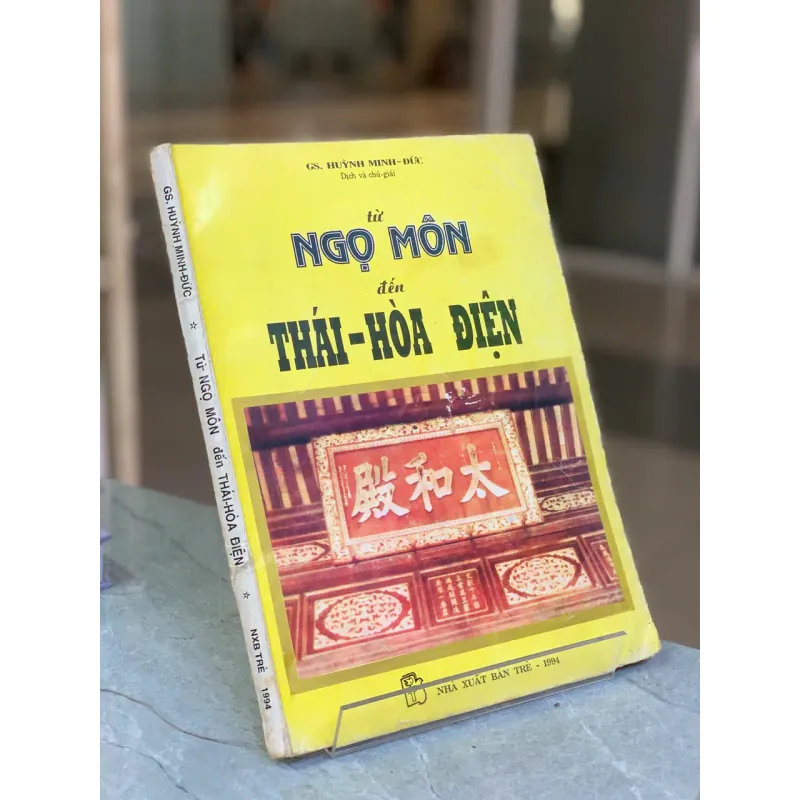 GS. HUỲNH MINH-ĐỨC
Dịch và chú-giải
từ
NGỌ MÔN
đến
THÁI-HÒA ĐIỆN
殿和太
NHÀ XUẤT BẢN TRẺ - 1994
GS. HUỲNH MINH-ĐỨC ☆ TỪ NGỌ MÔN đến THÁI-HÒA ĐIỆN ☆ NXB TRẺ 1994